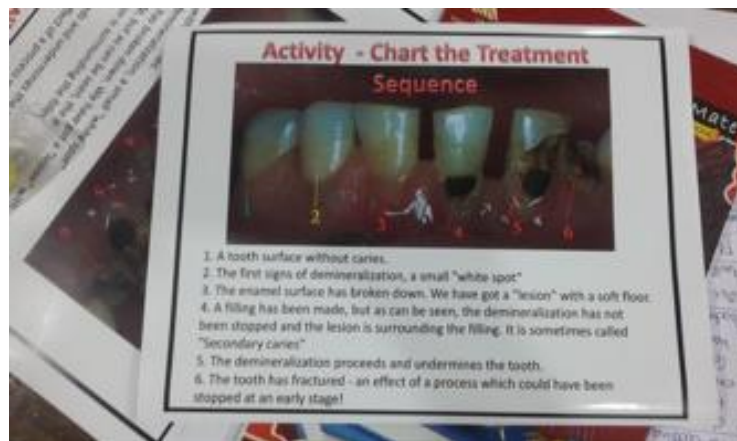 Activity - Chart the Treatment
Sequence
2
3
4
5
6
1. A tooth surface without caries.
2. The first signs of demineralization, a small "white spot"
3. The enamel surface has broken down. We have got a "lesion" with a soft floor.
4. A filling has been made, but as can be seen, the demineralization has not
been stopped and the lesion is surrounding the filling. It is sometimes called
"Secondary caries"
5. The demineralization proceeds and undermines the tooth.
6. The tooth has fractured - an effect of a process which could have been
stopped at an early stage!